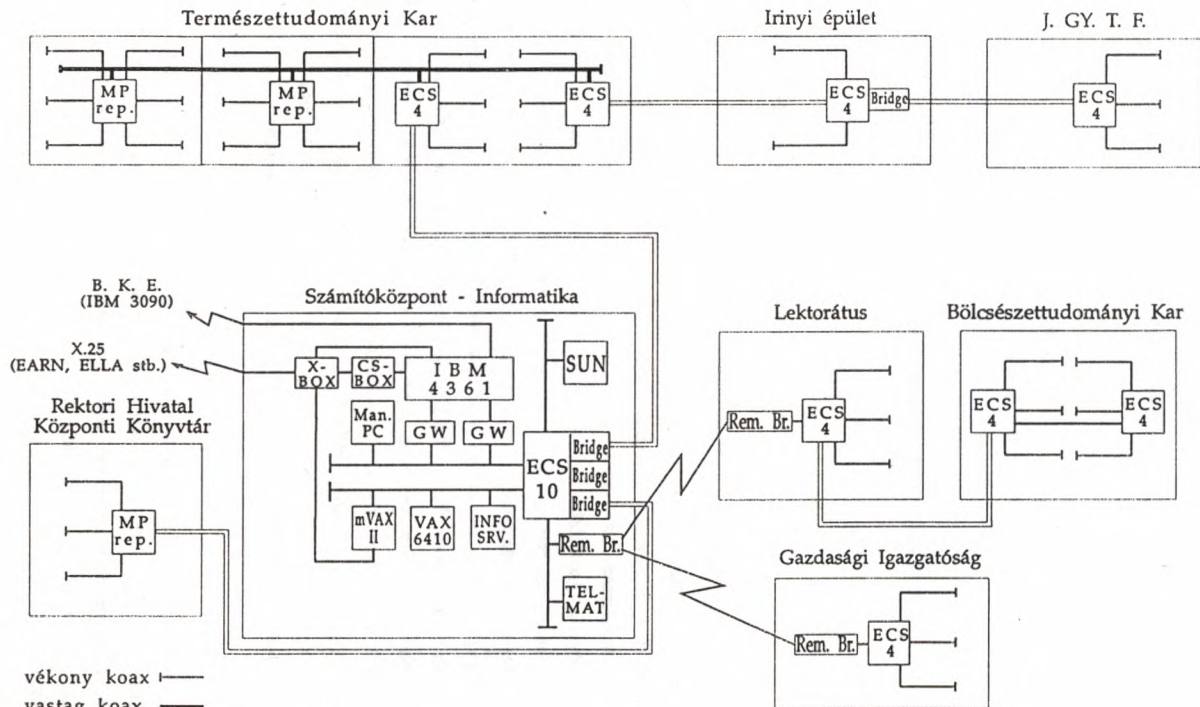 Természettudományi Kar
Irinyi épület
J. GY. T. F.
MP
rep.
MP
rep.
ECS
4
ECS
4
ECS
4
Bridge
ECS
4
B. K. E.
(IBM 3090)
X.25
(EARN, ELLA stb.)
Számítóközpont - Informatika
X-
BOX
CS-
BOX
IBM
4361
SUN
Man.
PC
GW
GW
ECS
10
Bridge
Bridge
Bridge
mVAX
II
VAX
6410
INFO
SRV.
Rem. Br.
TEL-
MAT
Rektori Hivatal
Központi Könyvtár
MP
rep.
Lektorátus
Rem. Br.
ECS
4
Bölcsészettudományi Kar
ECS
4
ECS
4
Gazdasági Igazgatóság
Rem. Br.
ECS
4
vékony koax
vastag koax